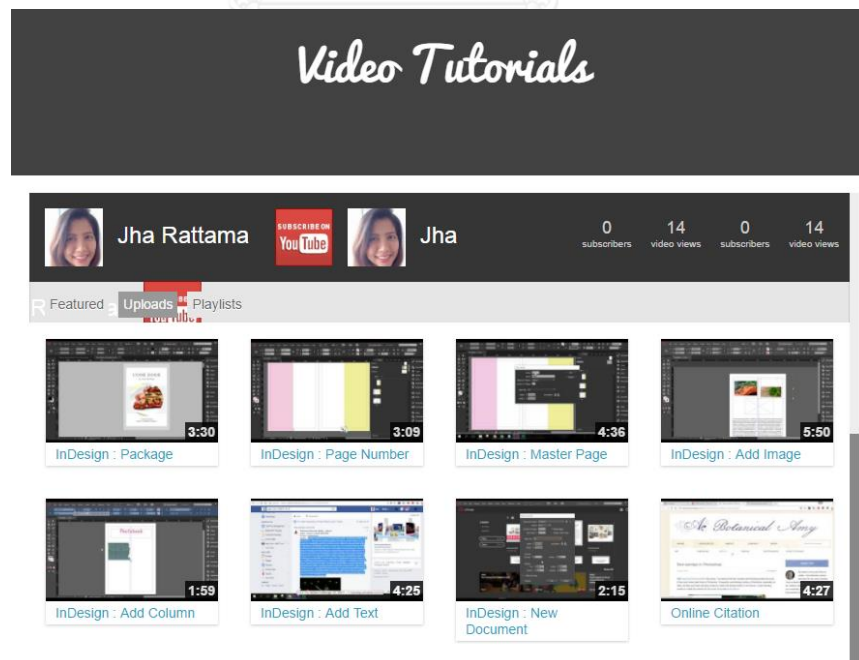 Video Tutorials
Jha Rattama
SUBSCRIBE ON
YouTube
Jha
0
subscribers
14
video views
0
subscribers
14
video views
Featured
Uploads
Playlists
3:30
InDesign : Package
3:09
InDesign : Page Number
4:36
InDesign : Master Page
5:50
InDesign : Add Image
1:59
InDesign : Add Column
4:25
InDesign : Add Text
2:15
InDesign : New
Document
Botanical Amy
4:27
Online Citation